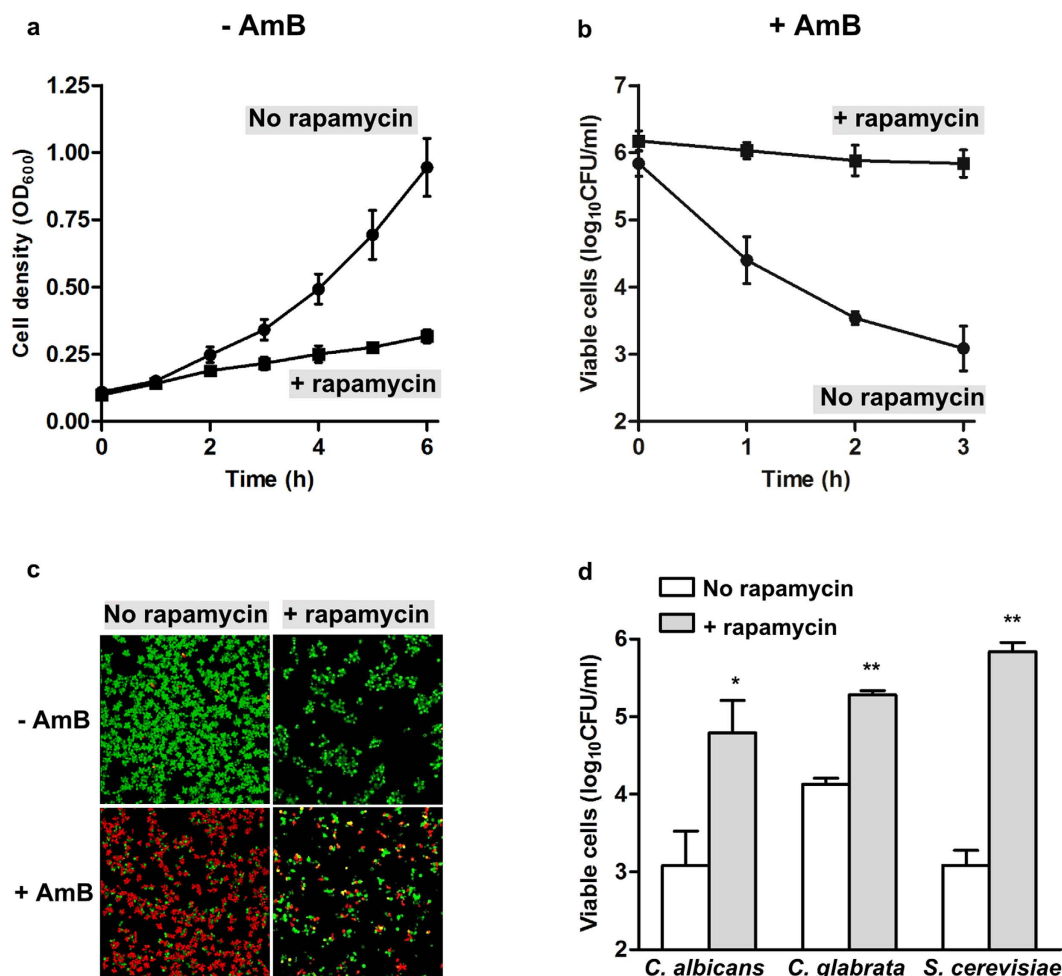 a
- AmB
Cell density (OD600)
1.25
1.00
0.75
0.50
0.25
0.00
No rapamycin
+ rapamycin
0 2 4 6
Time (h)
b
+ AmB
Viable cells (log10CFU/ml)
7
6
5
4
3
2
+ rapamycin
No rapamycin
0 1 2 3
Time (h)
c
No rapamycin + rapamycin
- AmB
+ AmB
d
No rapamycin
+ rapamycin
Viable cells (log10CFU/ml)
6
5
4
3
2
*
**
**
C. albicans C. glabrata S. cerevisiae